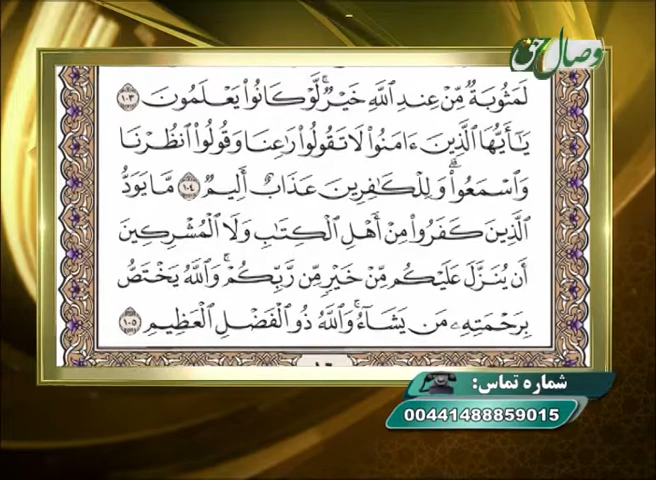 وصال حق
لَمَثُوبَةٌ مِّنْ عِندِ ٱللَّهِ خَيْرٌ ۖ لَّوْ كَانُوا۟ يَعْلَمُونَ ١٠٣
يَٰٓأَيُّهَا ٱلَّذِينَ ءَامَنُوا۟ لَا تَقُولُوا۟ رَٰعِنَا وَقُولُوا۟ ٱنظُرْنَا
وَٱسْمَعُوا۟ ۗ وَلِلْكَٰفِرِينَ عَذَابٌ أَلِيمٌ ١٠٤ مَّا يَوَدُّ
ٱلَّذِينَ كَفَرُوا۟ مِنْ أَهْلِ ٱلْكِتَٰبِ وَلَا ٱلْمُشْرِكِينَ
أَن يُنَزَّلَ عَلَيْكُم مِّنْ خَيْرٍ مِّن رَّبِّكُمْ ۗ وَٱللَّهُ يَخْتَصُّ
بِرَحْمَتِهِۦ مَن يَشَآءُ ۚ وَٱللَّهُ ذُو ٱلْفَضْلِ ٱلْعَظِيمِ ١٠٥
شماره تماس:
00441488859015